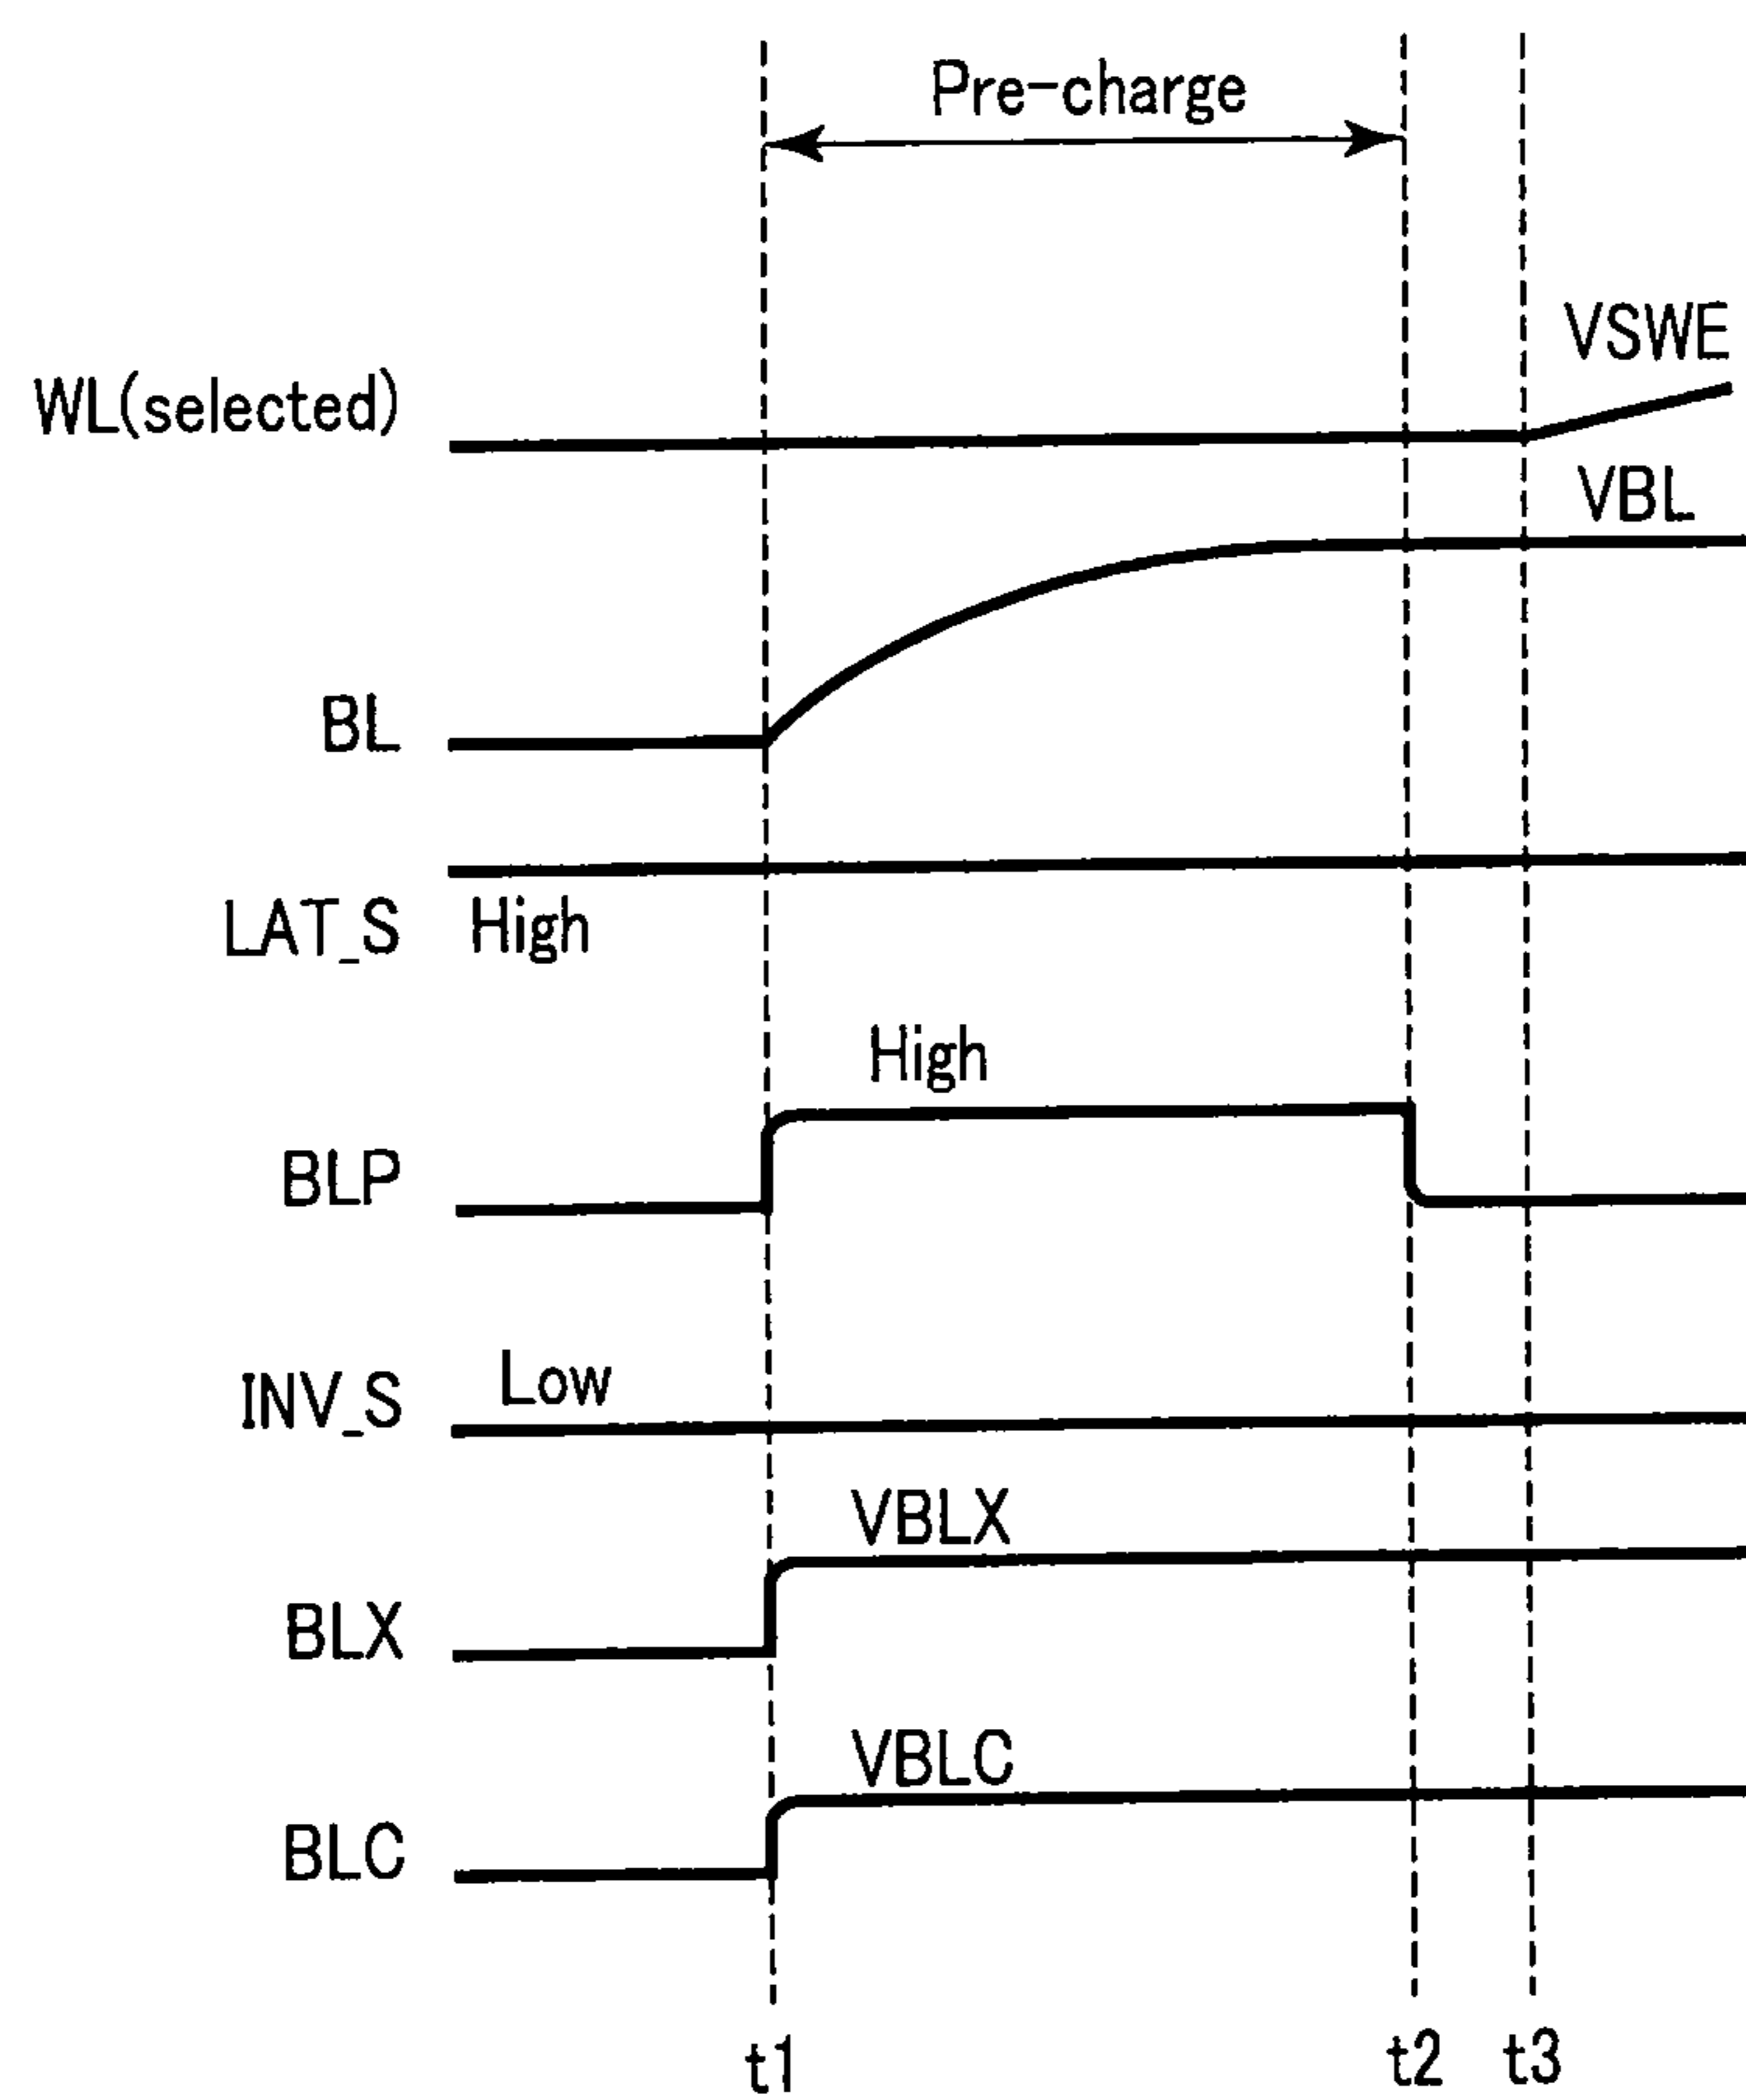 Pre-charge
VSWE
WL(selected)
VBL
BL
LAT_S High
High
BLP
Low
INV_S
VBLX
BLX
VBLC
BLC
t1 t2 t3